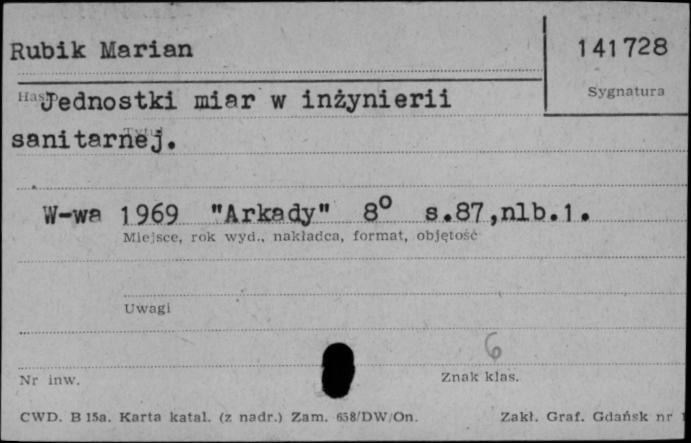 Rubik Marian
141728
Hasło
Sygnatura
Jednostki miar w inżynierii
Tytuł
sanitarnej.
W-wa 1969 "Arkady" 8° s.87,nlb.1.
Miejsce, rok wyd., nakładca, format, objętość
Uwagi
6
Nr inw.
Znak klas.
CWD. B 15a. Karta katal. (z nadr.) Zam. 658/DW/On.
Zakł. Graf. Gdańsk nr